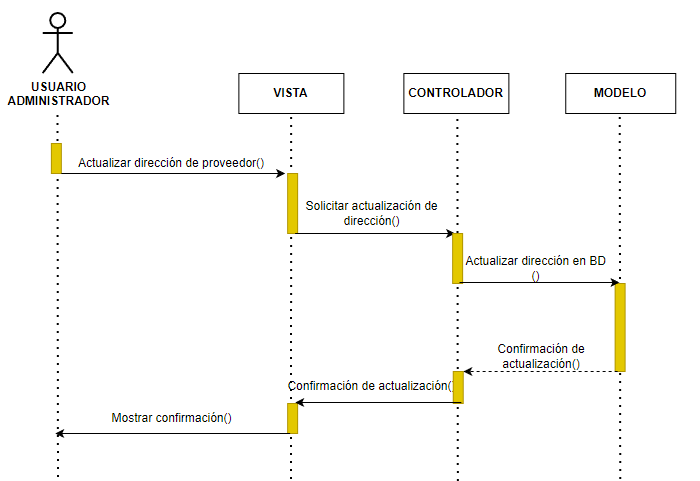 USUARIO
ADMINISTRADOR
VISTA
CONTROLADOR
MODELO
Actualizar dirección de proveedor()
Solicitar actualización de
dirección()
Actualizar dirección en BD
()
Confirmación de
actualización()
Confirmación de actualización()
Mostrar confirmación()